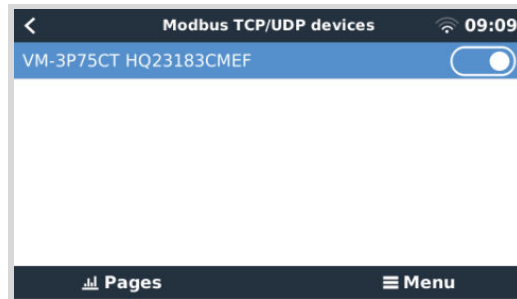 Modbus TCP/UDP devices 09:09
VM-3P75CT HQ23183CMEF
Pages Menu